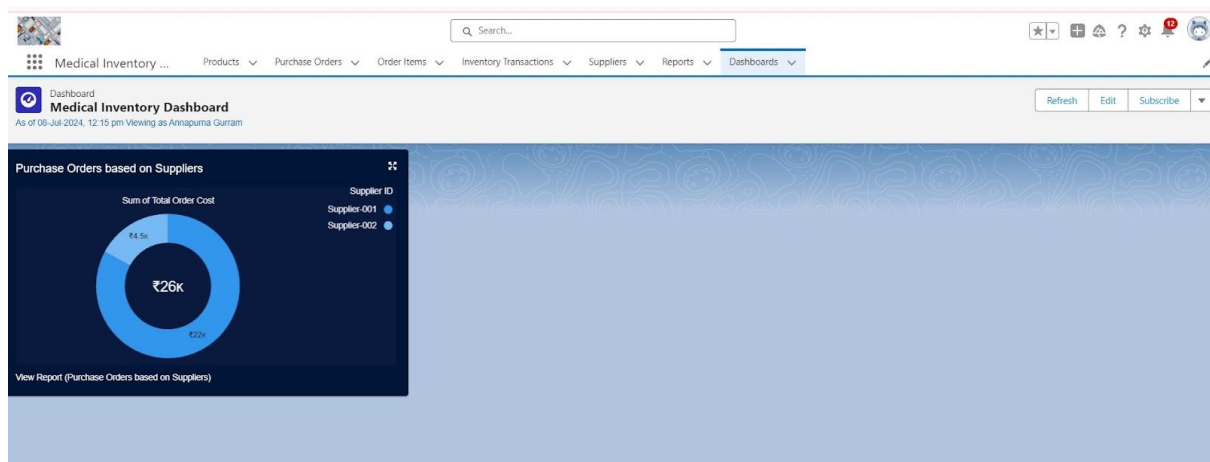 Search...
12
Medical Inventory ... Products Purchase Orders Order Items Inventory Transactions Suppliers Reports Dashboards
Dashboard
Medical Inventory Dashboard
As of 08-Jul-2024, 12:15 pm·Viewing as Annapurna Gurram
Refresh Edit Subscribe
Purchase Orders based on Suppliers
Sum of Total Order Cost
Supplier ID
Supplier-001
Supplier-002
₹4.5K
₹26K
₹22K
View Report (Purchase Orders based on Suppliers)